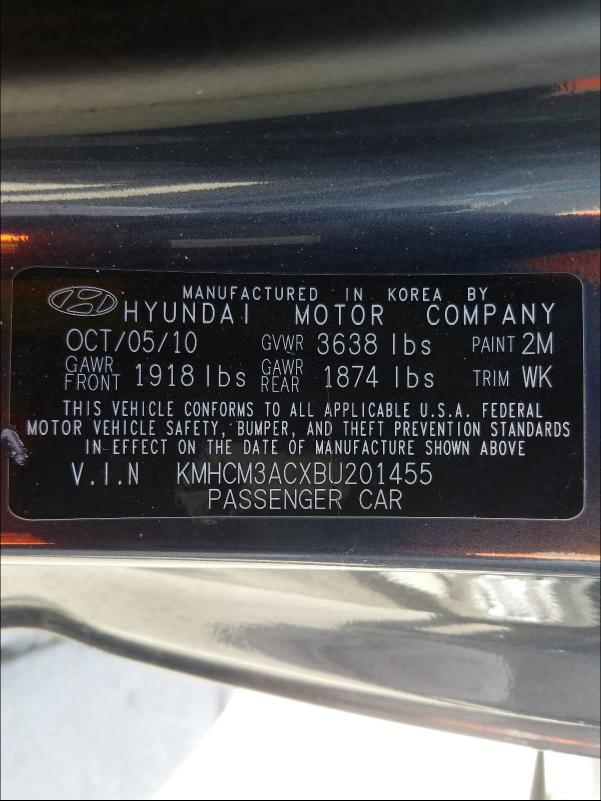 MANUFACTURED IN KOREA BY
HYUNDAI MOTOR COMPANY
OCT/05/10 GVWR 3638 lbs PAINT 2M
GAWR FRONT 1918 lbs GAWR REAR 1874 lbs TRIM WK
THIS VEHICLE CONFORMS TO ALL APPLICABLE U.S.A. FEDERAL
MOTOR VEHICLE SAFETY, BUMPER, AND THEFT PREVENTION STANDARDS
IN EFFECT ON THE DATE OF MANUFACTURE SHOWN ABOVE
V.I.N KMHCM3ACXBU201455
PASSENGER CAR